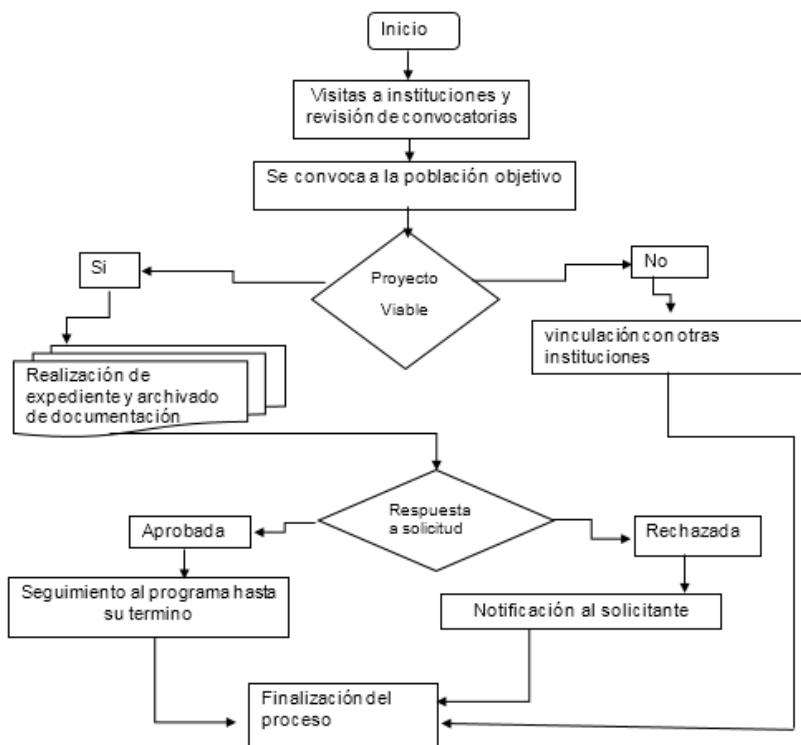 Inicio
Visitas a instituciones y
revisión de convocatorias
Se convoca a la población objetivo
Si
Proyecto
Viable
No
Realización de
expediente y archivado
de documentación
vinculación con otras
instituciones
Respuesta
a solicitud
Aprobada
Rechazada
Seguimiento al programa hasta
su termino
Notificación al solicitante
Finalización del
proceso